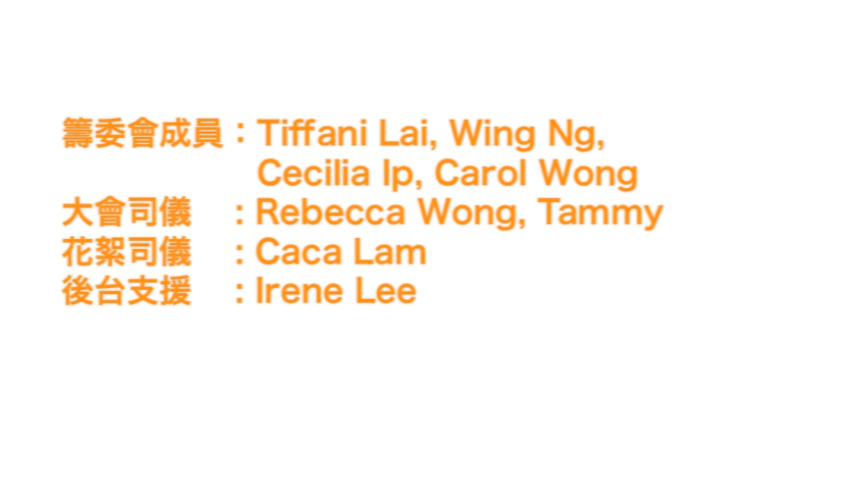 籌委會成員：Tiffani Lai, Wing Ng,
Cecilia Ip, Carol Wong
大會司儀 : Rebecca Wong, Tammy
花絮司儀 : Caca Lam
後台支援 : Irene Lee